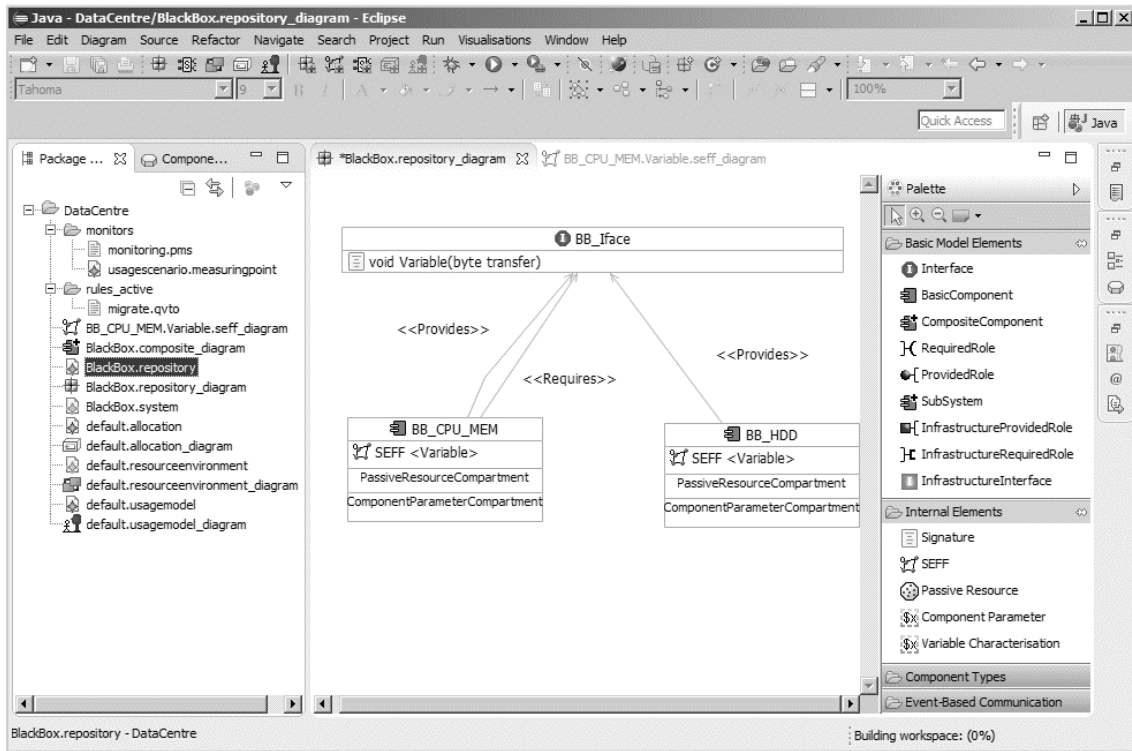 Java - DataCentre/BlackBox.repository_diagram - Eclipse
File Edit Diagram Source Refactor Navigate Search Project Run Visualisations Window Help
Tahoma 9 B I A 100%
Quick Access Java
Package ... Compone...
*BlackBox.repository_diagram BB_CPU_MEM.Variable.seff_diagram
DataCentre
monitors
monitoring.pms
usagescenario.measuringpoint
rules_active
migrate.qvto
BB_CPU_MEM.Variable.seff_diagram
BlackBox.composite_diagram
BlackBox.repository
BlackBox.repository_diagram
BlackBox.system
default.allocation
default.allocation_diagram
default.resourceenvironment
default.resourceenvironment_diagram
default.usagemodel
default.usagemodel_diagram
BB_Iface
void Variable(byte transfer)
<<Provides>>
<<Provides>>
<<Requires>>
BB_CPU_MEM
SEFF <Variable>
PassiveResourceCompartment
ComponentParameterCompartment
BB_HDD
SEFF <Variable>
PassiveResourceCompartment
ComponentParameterCompartment
Palette
Basic Model Elements
Interface
BasicComponent
CompositeComponent
RequiredRole
ProvidedRole
SubSystem
InfrastructureProvidedRole
InfrastructureRequiredRole
InfrastructureInterface
Internal Elements
Signature
SEFF
Passive Resource
Component Parameter
Variable Characterisation
Component Types
Event-Based Communication
BlackBox.repository - DataCentre
Building workspace: (0%)